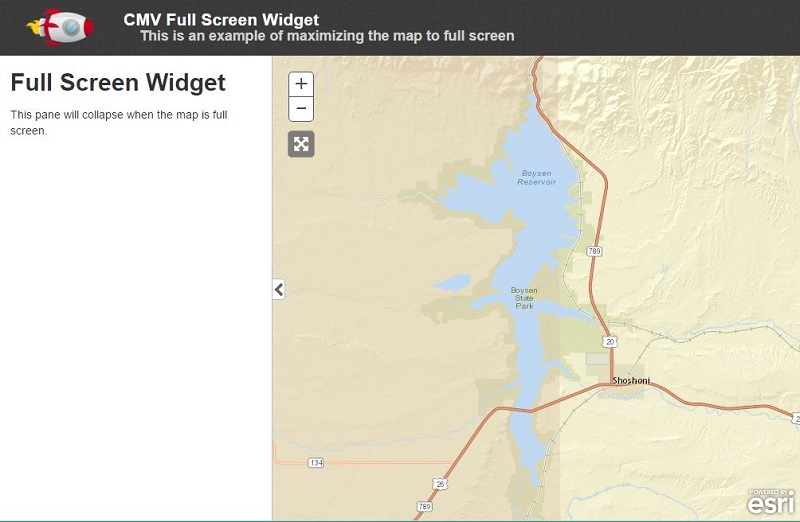 CMV Full Screen Widget
This is an example of maximizing the map to full screen
Full Screen Widget
This pane will collapse when the map is full
screen.
+
−
Boysen
Reservoir
789
Boysen
State
Park
20
Shoshoni
2
134
26
789
POWERED BY
esri